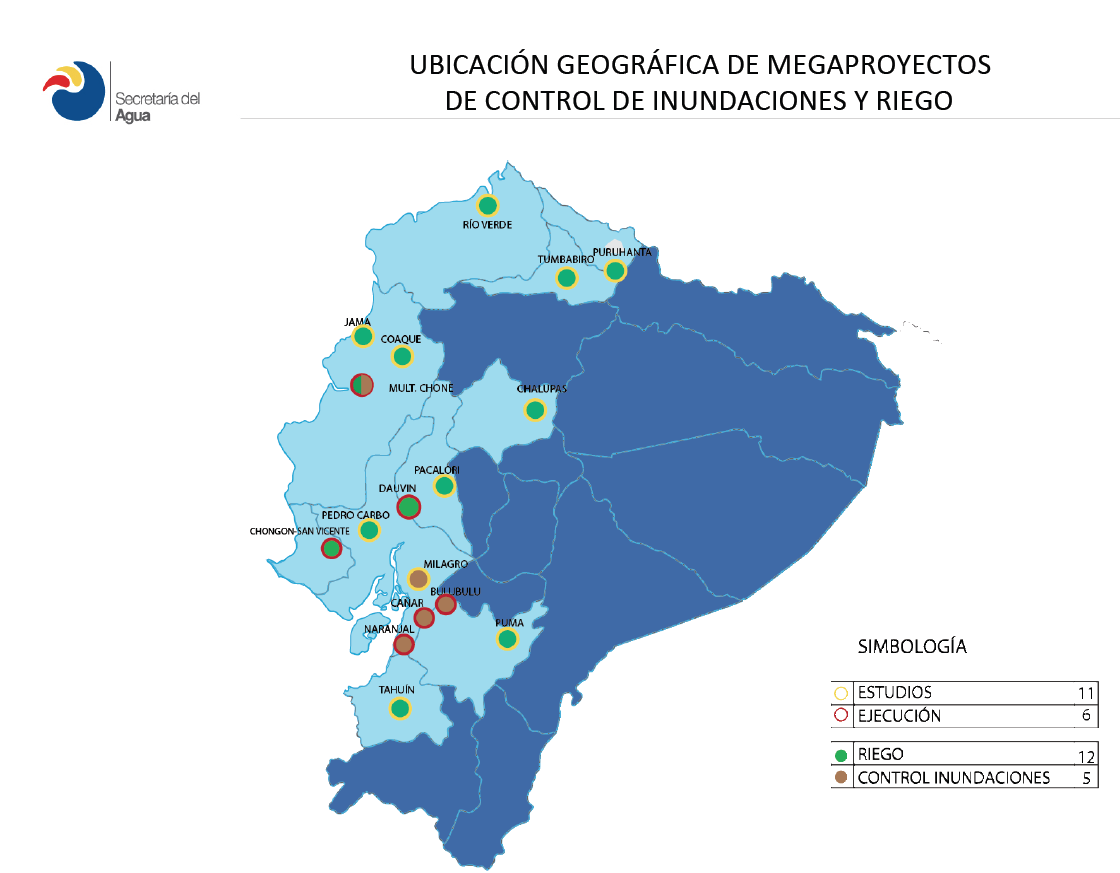 UBICACIÓN GEOGRÁFICA DE MEGAPROYECTOS
DE CONTROL DE INUNDACIONES Y RIEGO
Secretaría del
Agua
RÍO VERDE
PURUHANTA
TUMBABIRO
JAMA
COAQUE
MULT. CHONE
CHALUPAS
PACALORI
DAUVIN
PEDRO CARBO
CHONGON-SAN VICENTE
MILAGRO
BULUBULU
CAÑAR
PUMA
NARANJAL
TAHUÍN
SIMBOLOGÍA
ESTUDIOS 11
EJECUCIÓN 6
RIEGO 12
CONTROL INUNDACIONES 5